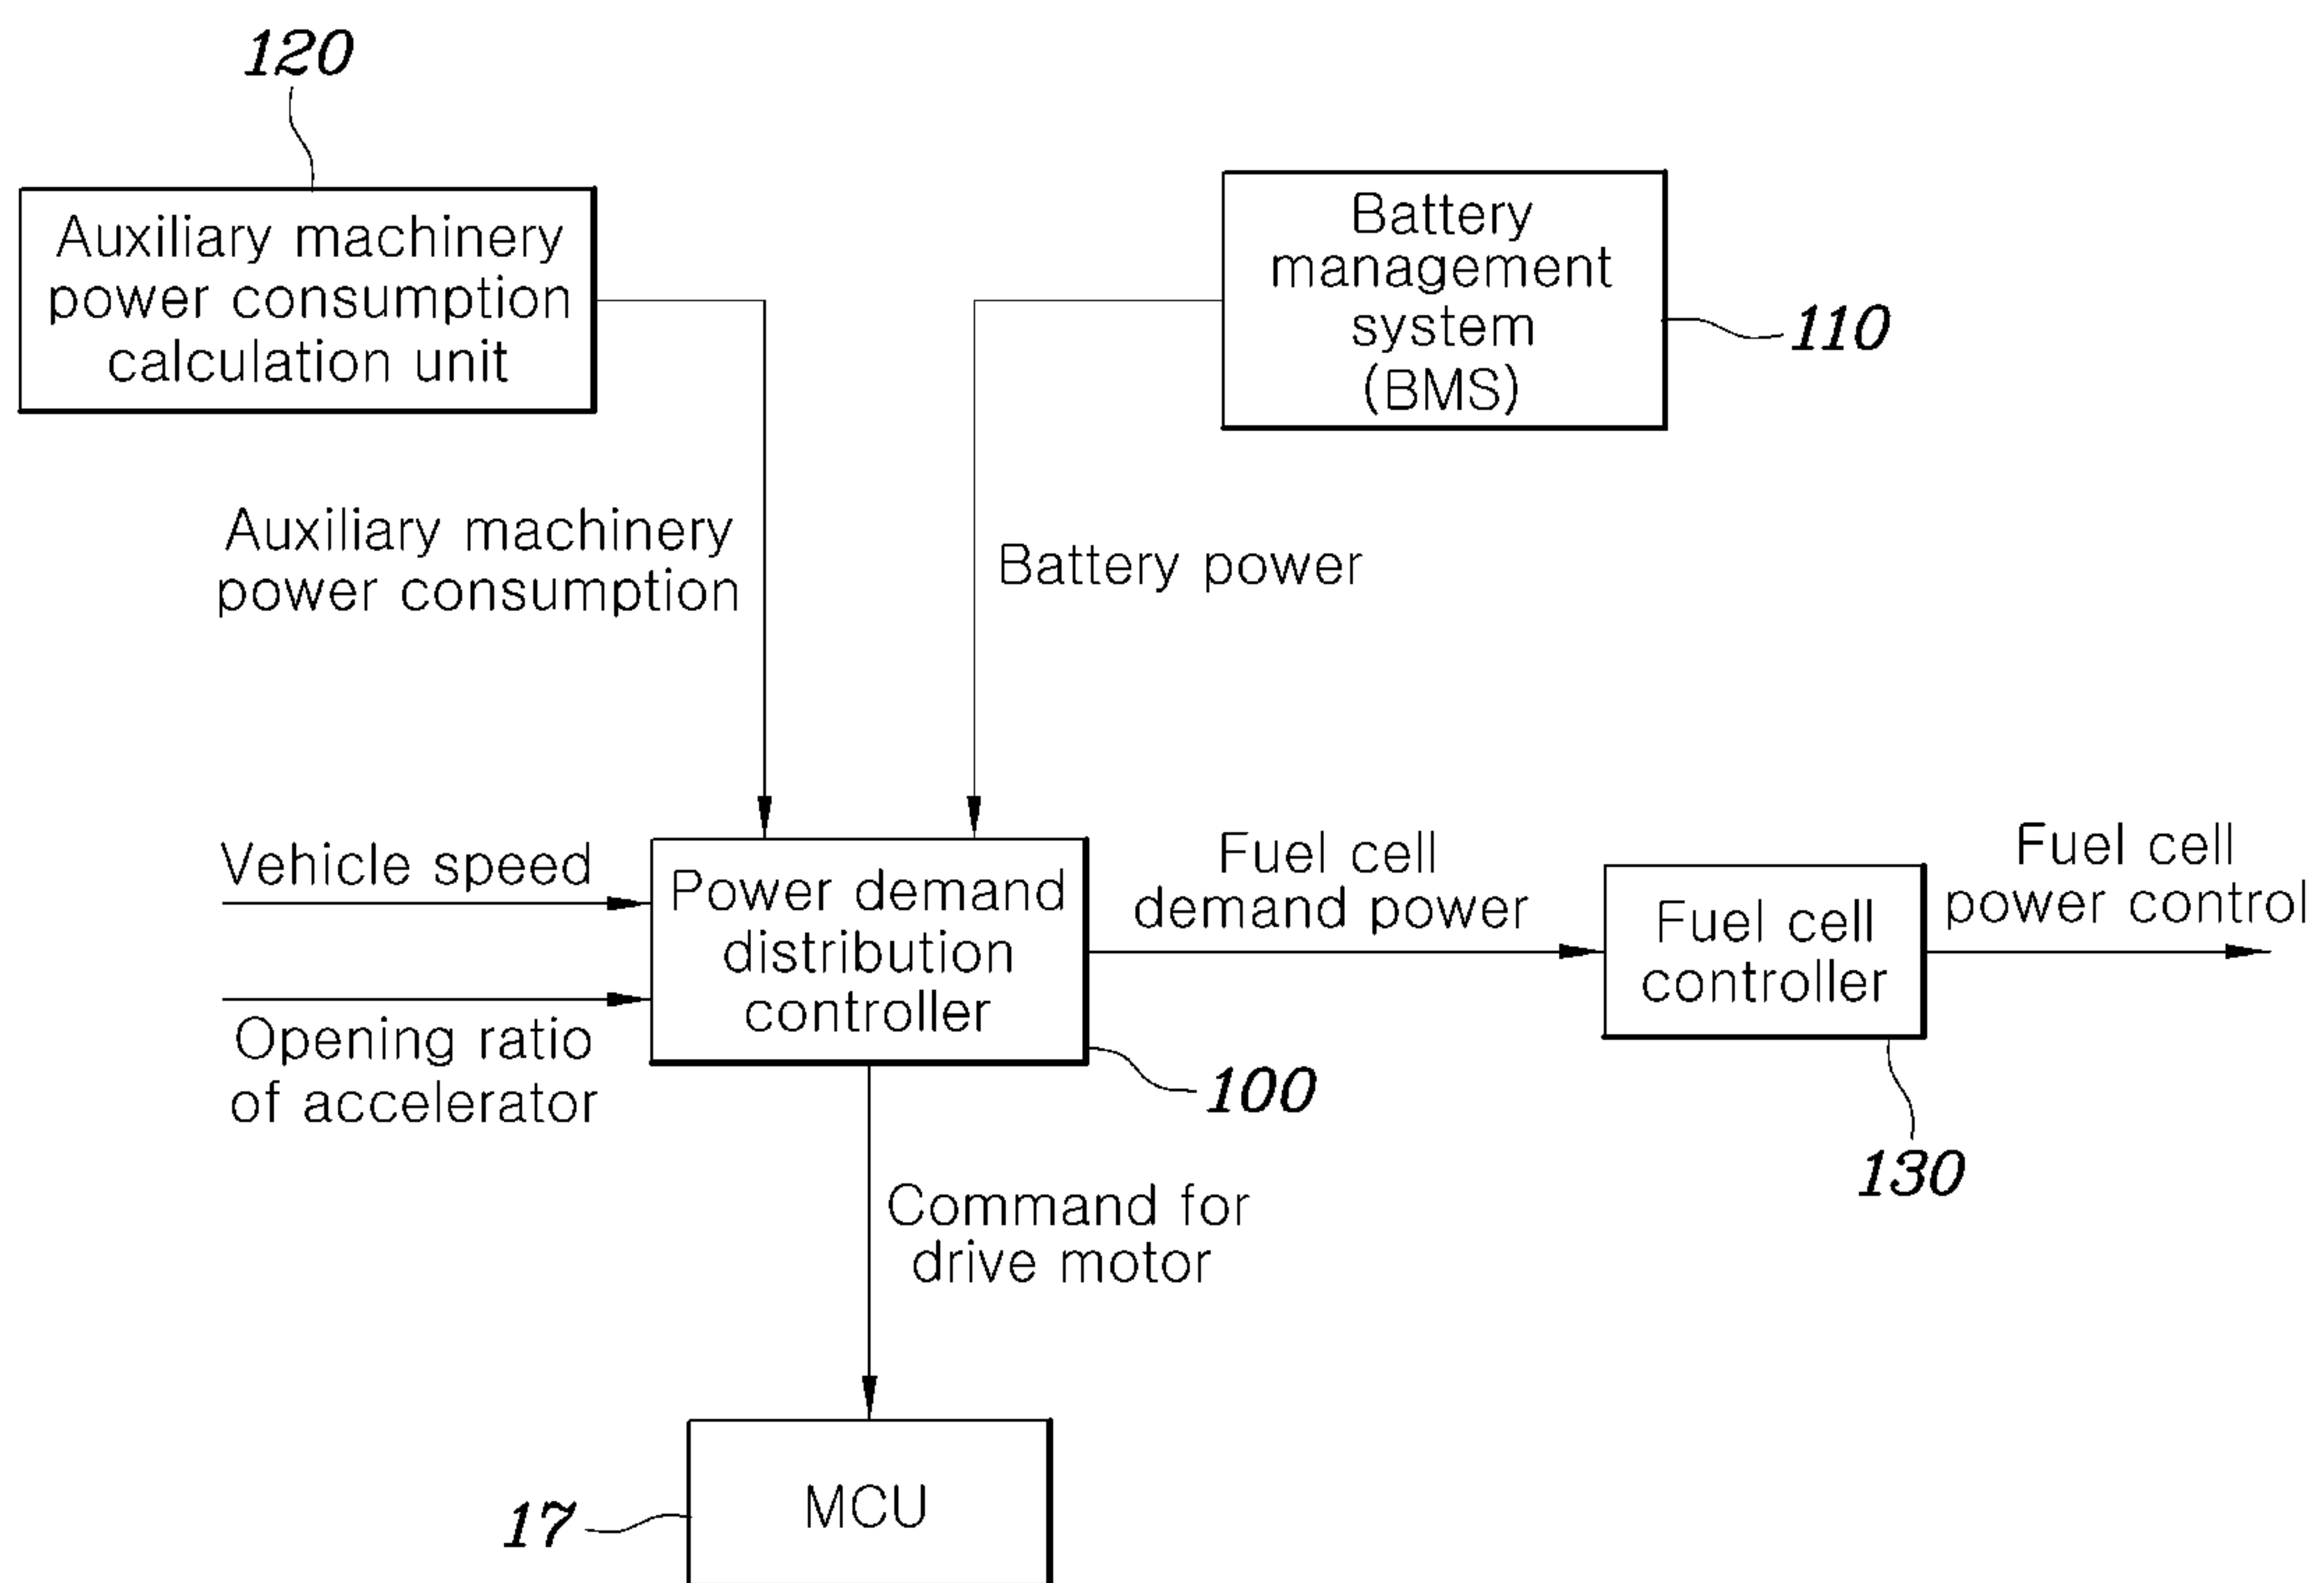 120
Auxiliary machinery
power consumption
calculation unit
Battery
management
system
(BMS)
110
Auxiliary machinery
power consumption
Battery power
Vehicle speed
Opening ratio
of accelerator
Power demand
distribution
controller
100
Fuel cell
demand power
Fuel cell
controller
130
Fuel cell
power control
Command for
drive motor
MCU
17